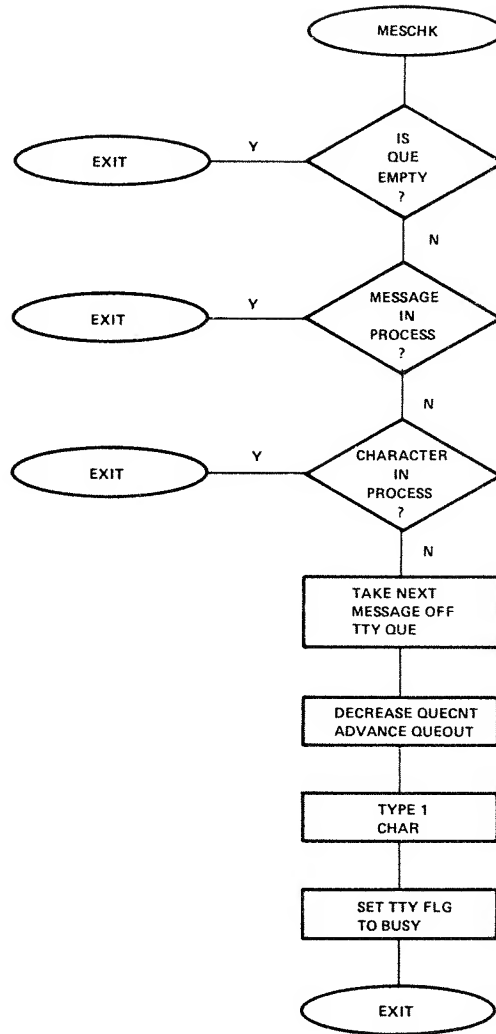 MESCHK
IS
QUE
EMPTY
?
Y
EXIT
N
MESSAGE
IN
PROCESS
?
Y
EXIT
N
CHARACTER
IN
PROCESS
?
Y
EXIT
N
TAKE NEXT
MESSAGE OFF
TTY QUE
DECREASE QUECNT
ADVANCE QUEOUT
TYPE 1
CHAR
SET TTY FLG
TO BUSY
EXIT